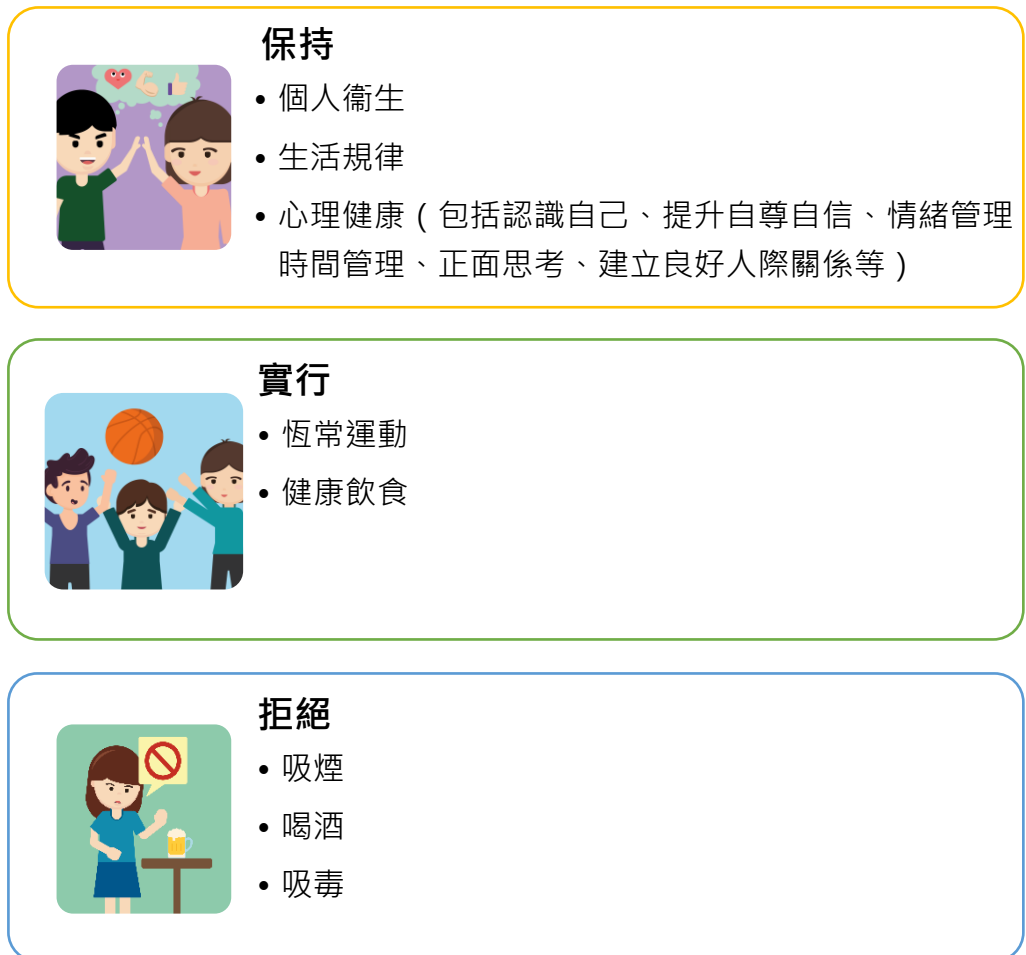 保持
• 個人衞生
• 生活規律
• 心理健康（包括認識自己、提升自尊自信、情緒管理
時間管理、正面思考、建立良好人際關係等）
實行
• 恆常運動
• 健康飲食
拒絕
• 吸煙
• 喝酒
• 吸毒